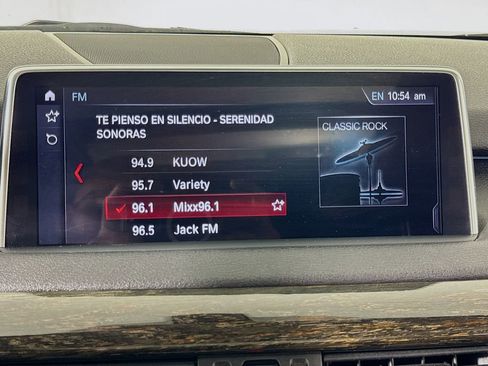 FM
EN 10:54 am
TE PIENSO EN SILENCIO - SERENIDAD
SONORAS
CLASSIC ROCK
94.9 KUOW
95.7 Variety
96.1 Mixx96.1
96.5 Jack FM